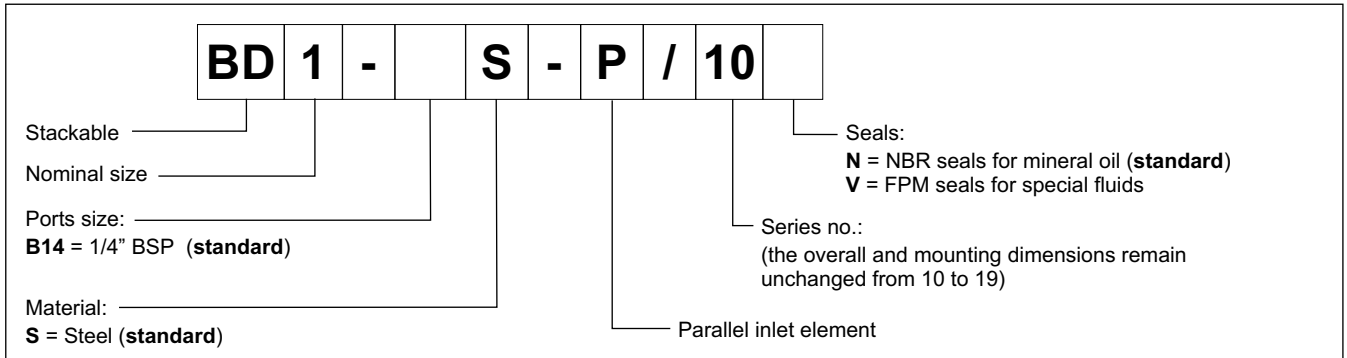 BD 1 - S - P / 10
Stackable
Nominal size
Ports size:
B14 = 1/4” BSP (standard)
Material:
S = Steel (standard)
Seals:
N = NBR seals for mineral oil (standard)
V = FPM seals for special fluids
Series no.:
(the overall and mounting dimensions remain
unchanged from 10 to 19)
Parallel inlet element